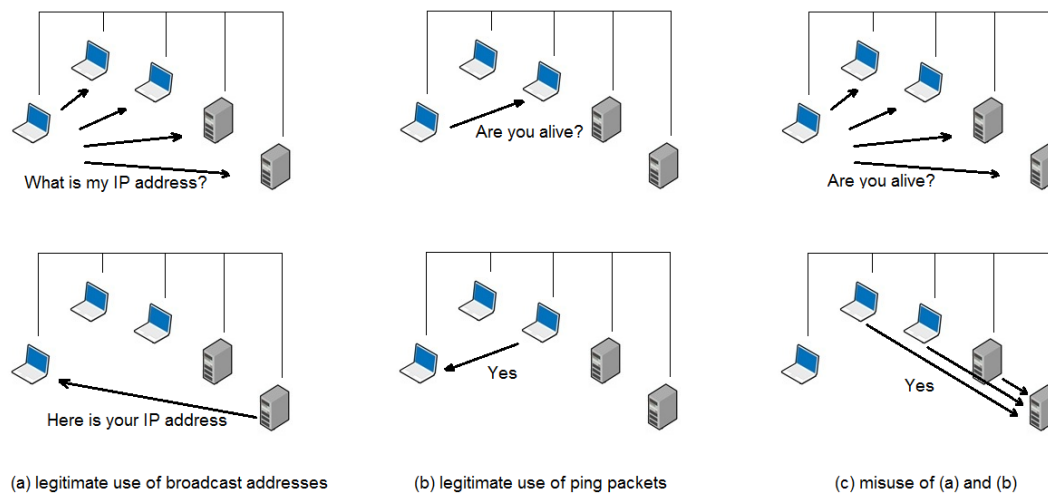 What is my IP address?
Are you alive?
Are you alive?
Here is your IP address
Yes
Yes
(a) legitimate use of broadcast addresses
(b) legitimate use of ping packets
(c) misuse of (a) and (b)